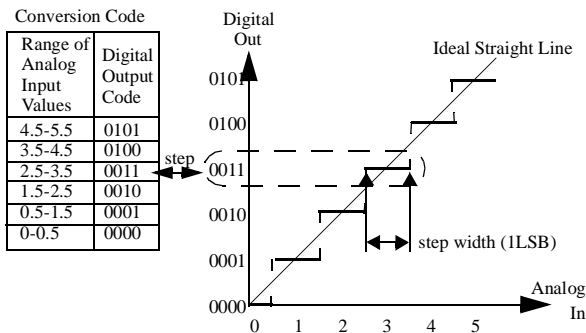 Conversion Code
Range of Analog Input Values
Digital Output Code
4.5-5.5 0101
3.5-4.5 0100
2.5-3.5 0011
1.5-2.5 0010
0.5-1.5 0001
0-0.5 0000
step
Digital
Out
Ideal Straight Line
0101
0100
0011
0010
0001
0000
step width (1LSB)
Analog
In
0 1 2 3 4 5